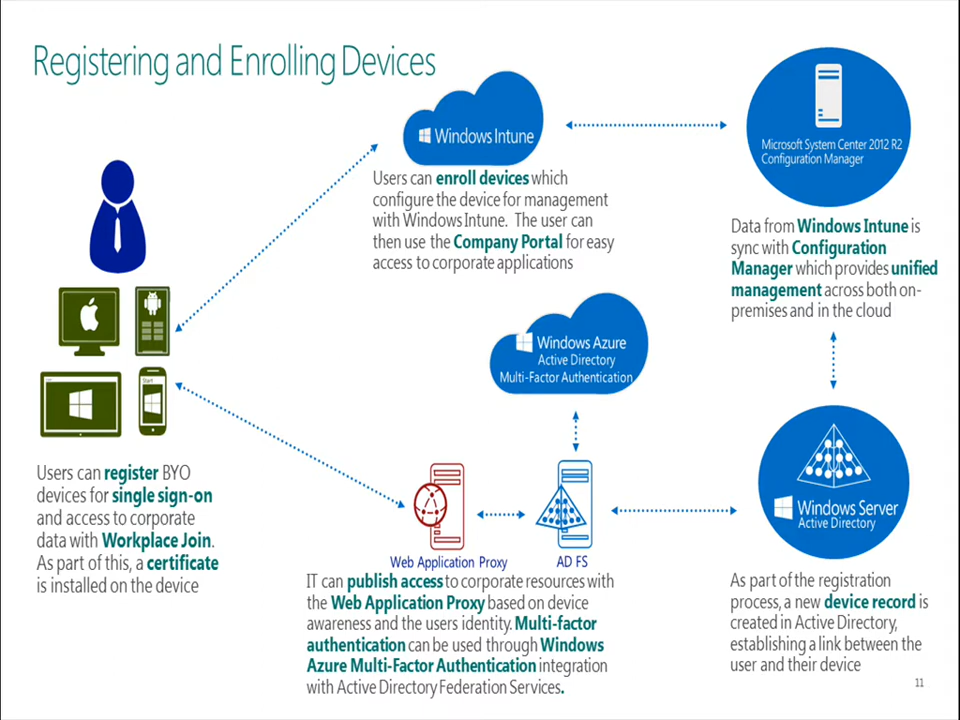 Registering and Enrolling Devices
Windows Intune
Users can enroll devices which
configure the device for management
with Windows Intune. The user can
then use the Company Portal for easy
access to corporate applications
Microsoft System Center 2012 R2
Configuration Manager
Data from Windows Intune is
sync with Configuration
Manager which provides unified
management across both on-
premises and in the cloud
Windows Azure
Active Directory
Multi-Factor Authentication
Start
Users can register BYO
devices for single sign-on
and access to corporate
data with Workplace Join.
As part of this, a certificate
is installed on the device
Web Application Proxy
AD FS
IT can publish access to corporate resources with
the Web Application Proxy based on device
awareness and the users identity. Multi-factor
authentication can be used through Windows
Azure Multi-Factor Authentication integration
with Active Directory Federation Services.
Windows Server
Active Directory
As part of the registration
process, a new device record is
created in Active Directory,
establishing a link between the
user and their device
11